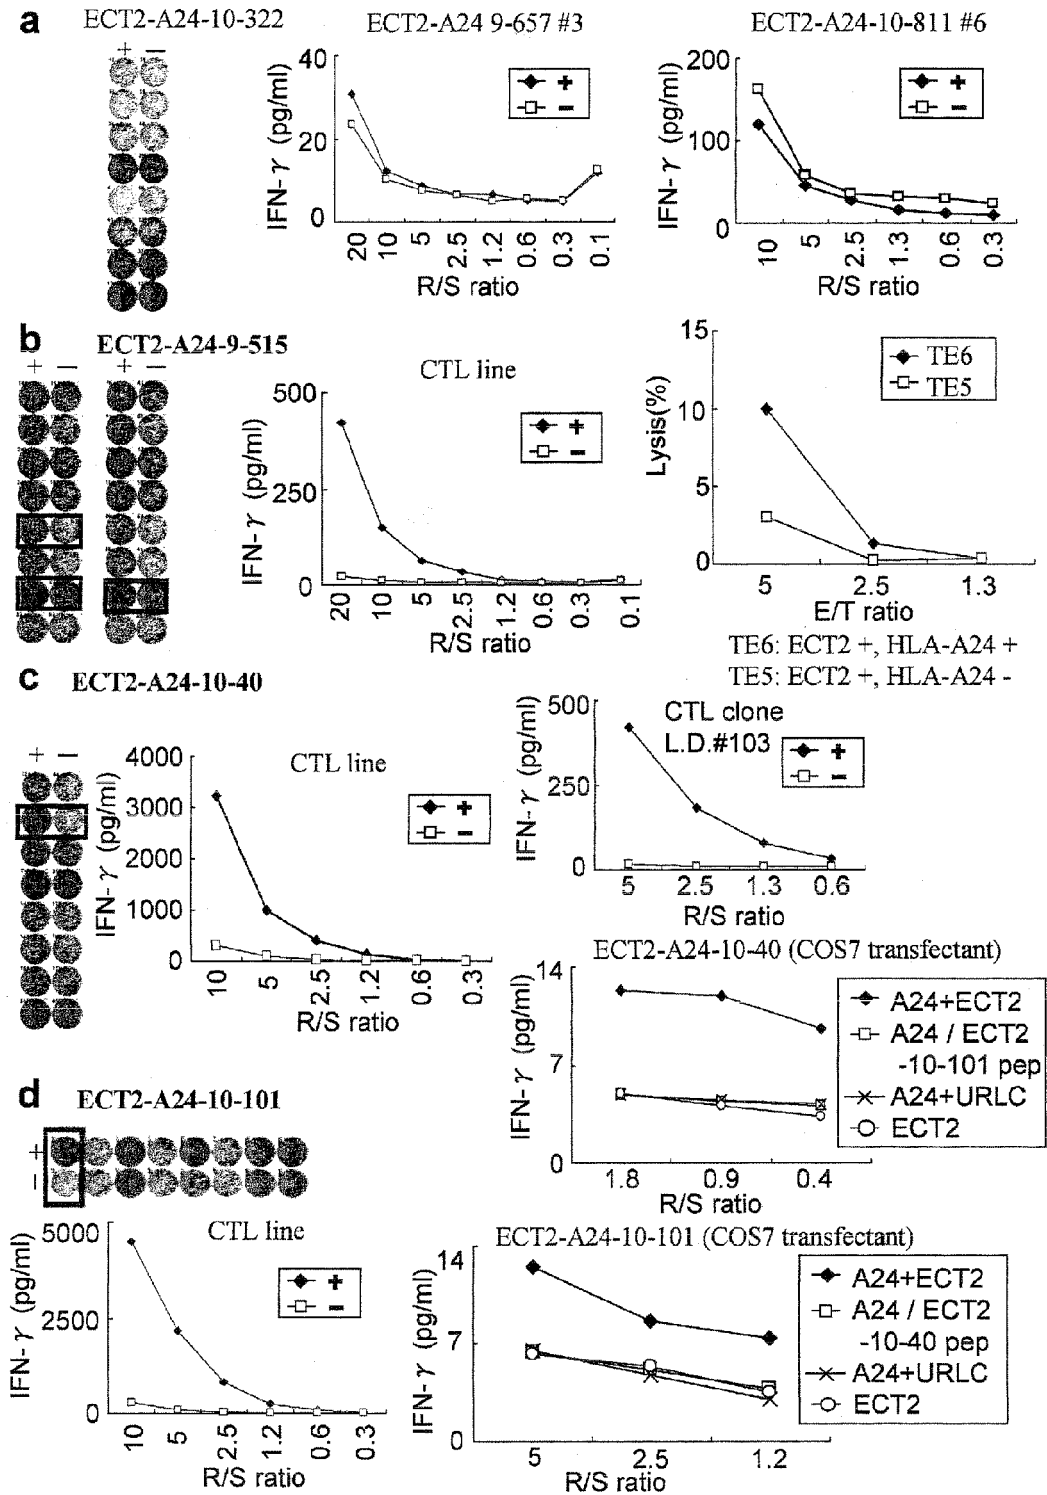 a
ECT2-A24-10-322
+ −
ECT2-A24 9-657 #3
IFN-γ (pg/ml)
40
20
0
+
−
20 10 5 2.5 1.2 0.6 0.3 0.1
R/S ratio
ECT2-A24-10-811 #6
IFN-γ (pg/ml)
200
100
0
+
−
10 5 2.5 1.3 0.6 0.3
R/S ratio
b
ECT2-A24-9-515
+ − + −
CTL line
IFN-γ (pg/ml)
500
250
0
+
−
20 10 5 2.5 1.2 0.6 0.3 0.1
R/S ratio
Lysis(%)
15
10
5
0
TE6
TE5
5 2.5 1.3
E/T ratio
TE6: ECT2 +, HLA-A24 +
TE5: ECT2 +, HLA-A24 -
c
ECT2-A24-10-40
+ −
CTL line
IFN-γ (pg/ml)
4000
3000
2000
1000
0
+
−
10 5 2.5 1.2 0.6 0.3
R/S ratio
CTL clone
L.D.#103
IFN-γ (pg/ml)
500
250
0
+
−
5 2.5 1.3 0.6
R/S ratio
ECT2-A24-10-40 (COS7 transfectant)
IFN-γ (pg/ml)
14
7
0
A24+ECT2
A24 / ECT2
-10-101 pep
A24+URLC
ECT2
1.8 0.9 0.4
R/S ratio
d
ECT2-A24-10-101
+
−
CTL line
IFN-γ (pg/ml)
5000
2500
0
+
−
10 5 2.5 1.2 0.6 0.3
R/S ratio
ECT2-A24-10-101 (COS7 transfectant)
IFN-γ (pg/ml)
14
7
0
A24+ECT2
A24 / ECT2
-10-40 pep
A24+URLC
ECT2
5 2.5 1.2
R/S ratio